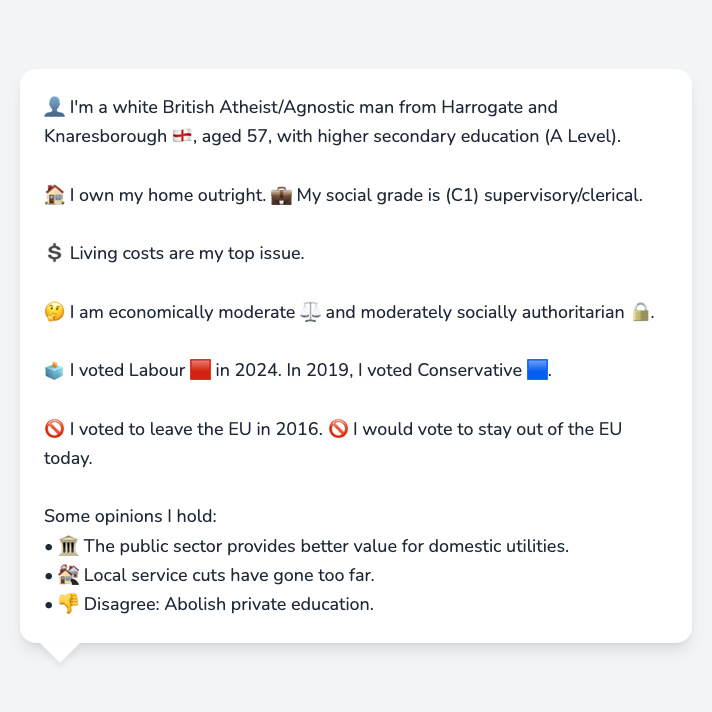 👤 I'm a white British Atheist/Agnostic man from Harrogate and
Knaresborough 🏴󠁧󠁢󠁥󠁮󠁧󠁿, aged 57, with higher secondary education (A Level).
🏠 I own my home outright. 💼 My social grade is (C1) supervisory/clerical.
💲 Living costs are my top issue.
🤔 I am economically moderate ⚖️ and moderately socially authoritarian 🔒.
🗳️ I voted Labour 🟥 in 2024. In 2019, I voted Conservative 🟦.
🚫 I voted to leave the EU in 2016. 🚫 I would vote to stay out of the EU
today.
Some opinions I hold:
• 🏛️ The public sector provides better value for domestic utilities.
• 🏘️ Local service cuts have gone too far.
• 👎 Disagree: Abolish private education.